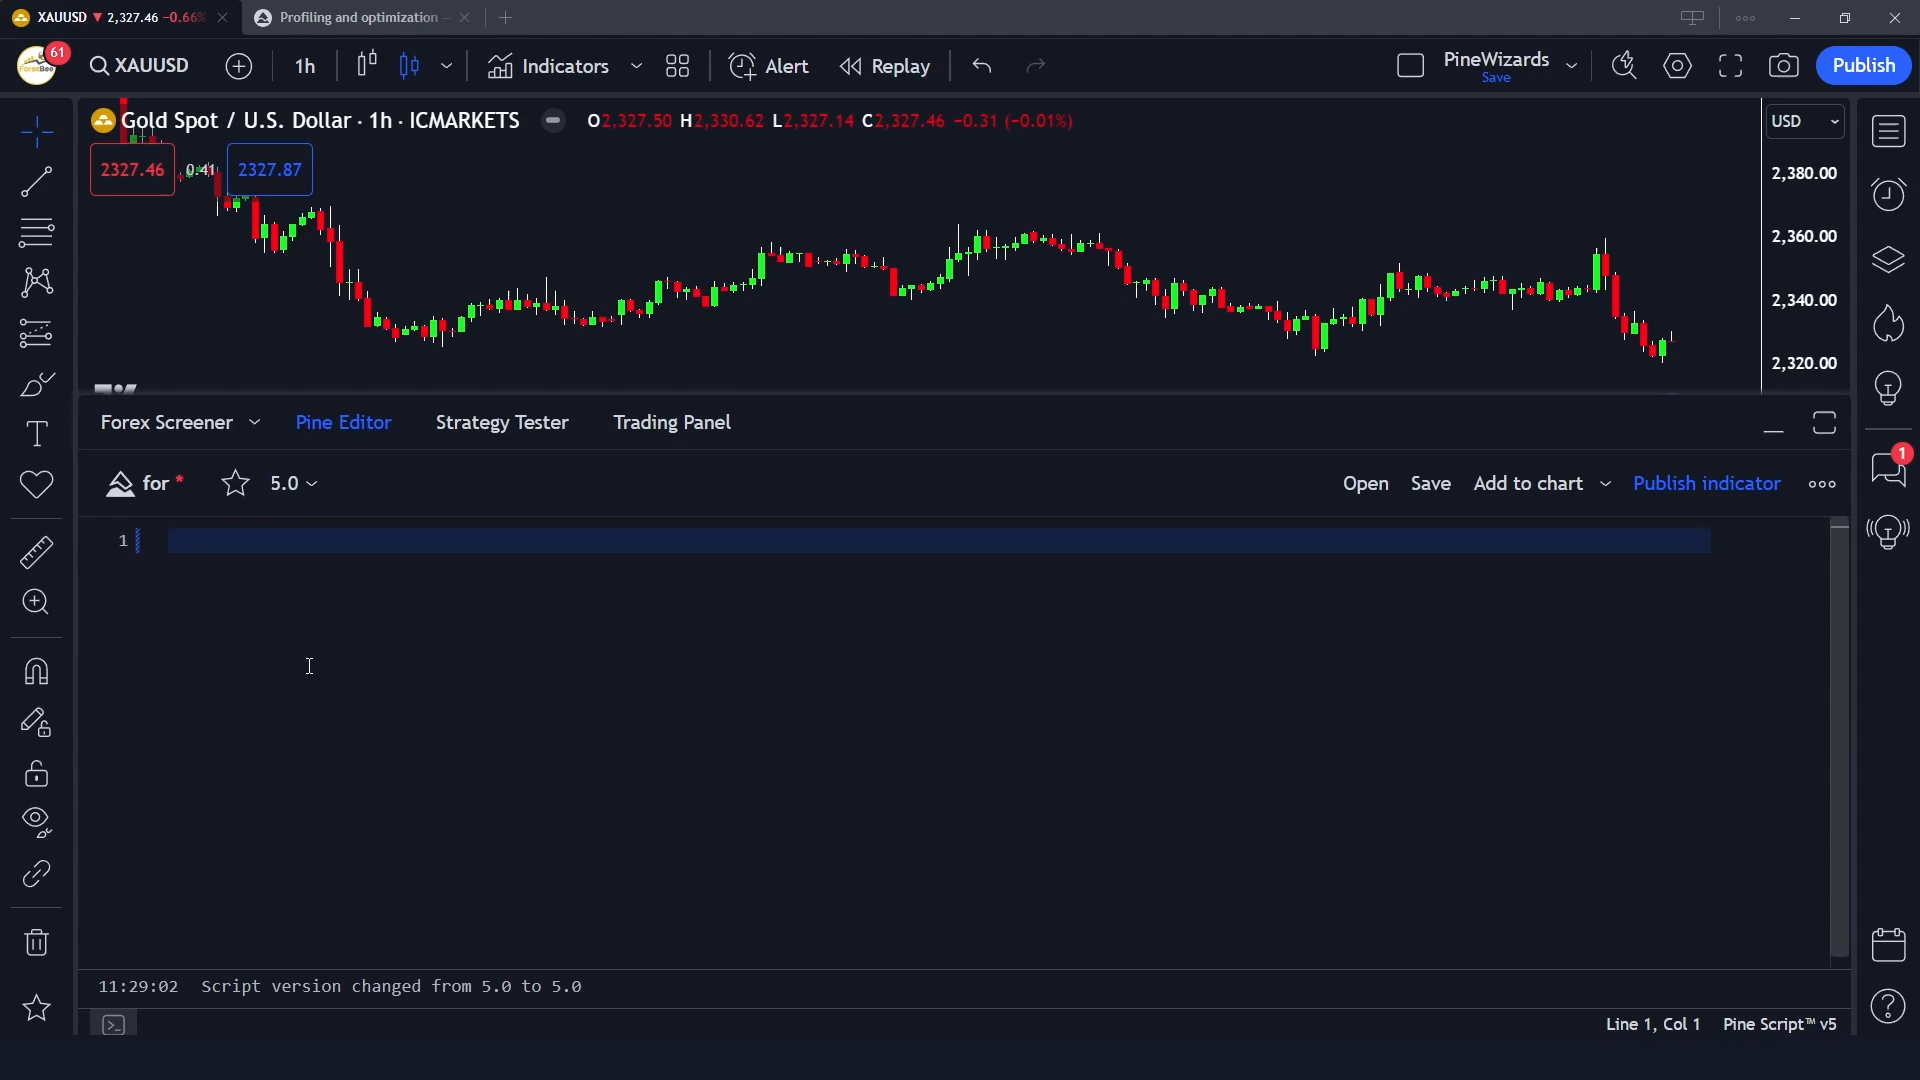 XAUUSD ▼ 2,327.46 −0.66%
Profiling and optimization
61
XAUUSD
1h
Indicators
Alert
Replay
PineWizards
Save
Publish
Gold Spot / U.S. Dollar · 1h · ICMARKETS
O2,327.50 H2,330.62 L2,327.14 C2,327.46 −0.31 (−0.01%)
USD
2327.46
0.41
2327.87
2,380.00
2,360.00
2,340.00
2,320.00
Forex Screener
Pine Editor
Strategy Tester
Trading Panel
1
for *
5.0
Open
Save
Add to chart
Publish indicator
1
11:29:02 Script version changed from 5.0 to 5.0
Line 1, Col 1
Pine Script™ v5